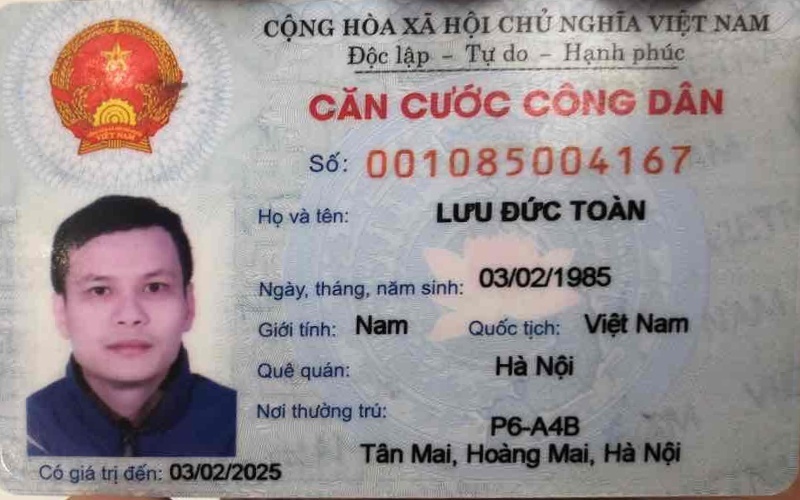 CỘNG HÒA XÃ HỘI CHỦ NGHĨA VIỆT NAM
Độc lập – Tự do – Hạnh phúc
CĂN CƯỚC CÔNG DÂN
Số: 001085004167
Họ và tên: LƯU ĐỨC TOÀN
Ngày, tháng, năm sinh: 03/02/1985
Giới tính: Nam Quốc tịch: Việt Nam
Quê quán: Hà Nội
Nơi thường trú: P6-A4B
Tân Mai, Hoàng Mai, Hà Nội
Có giá trị đến: 03/02/2025
VIỆT NAM